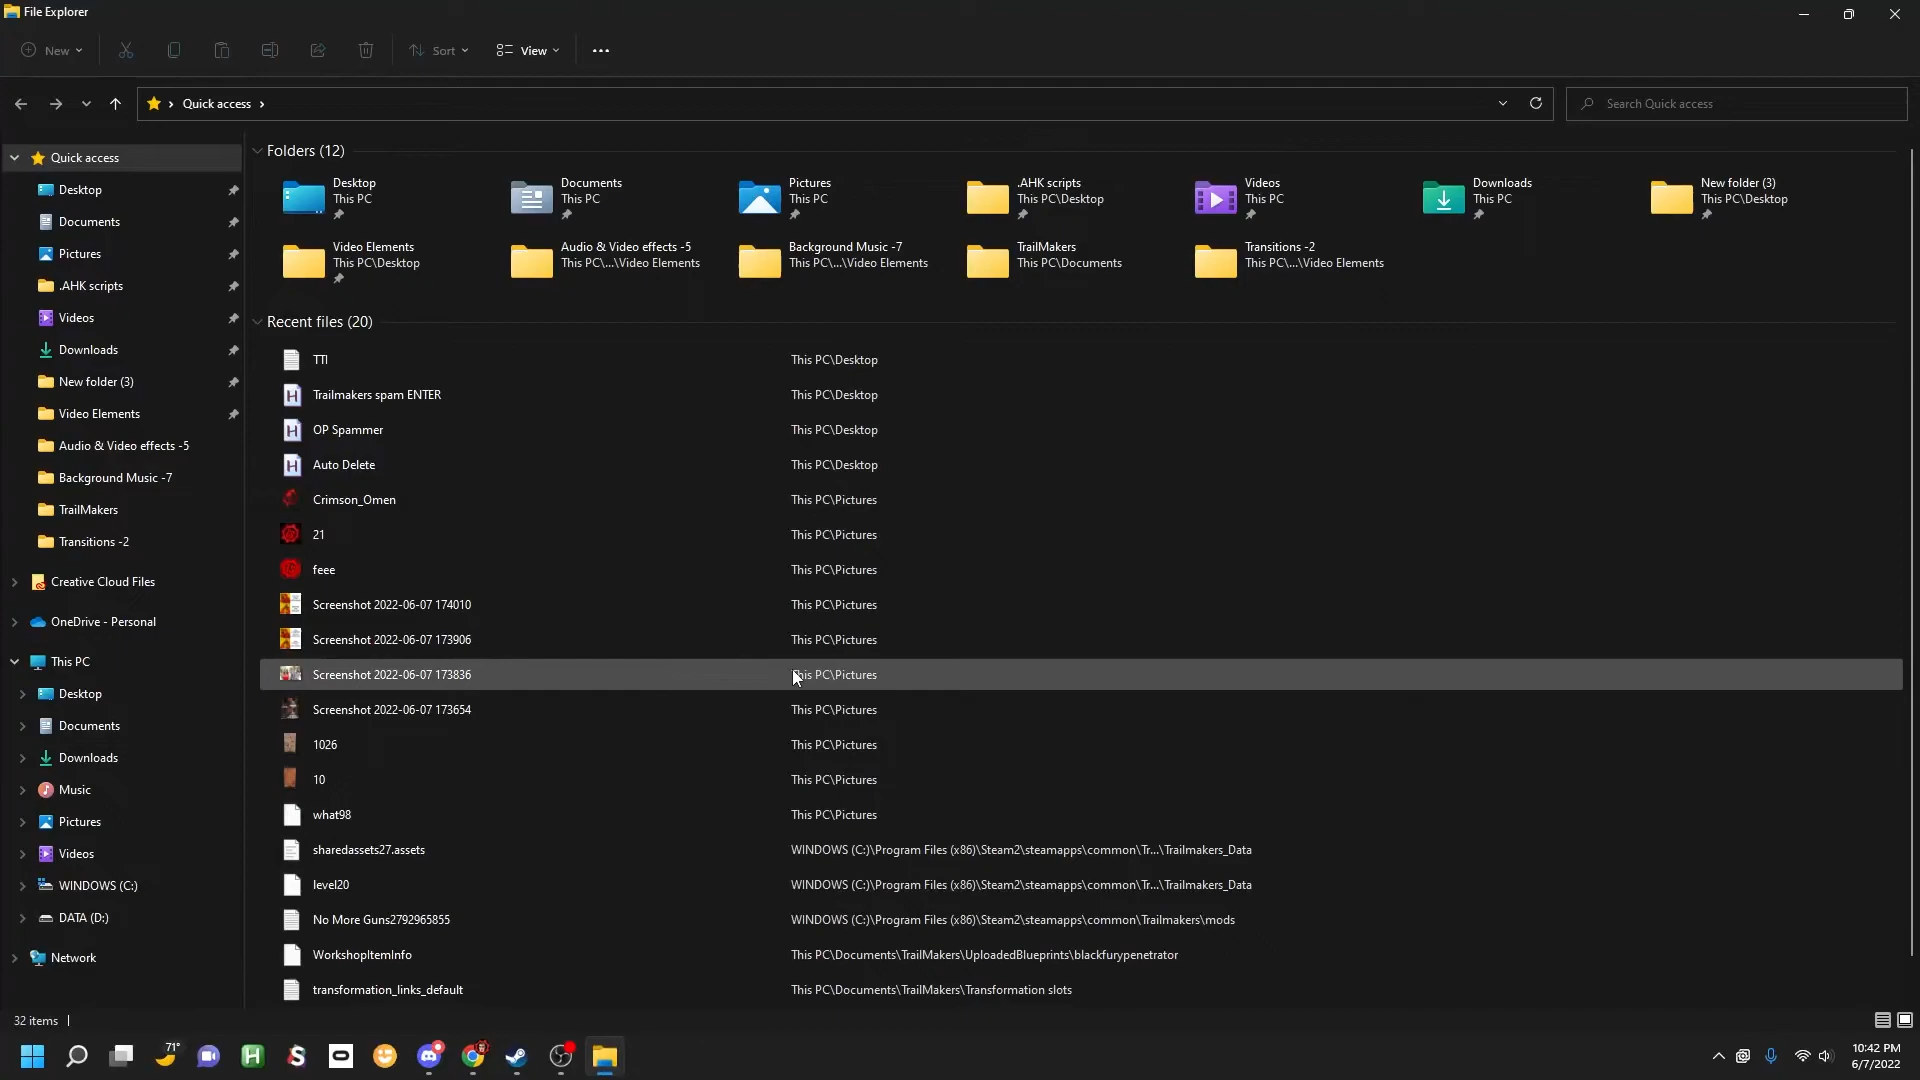 File Explorer
New
Sort
View
Quick access
Search Quick access
Quick access
Desktop
Documents
Pictures
.AHK scripts
Videos
Downloads
New folder (3)
Video Elements
Audio & Video effects -5
Background Music -7
TrailMakers
Transitions -2
Creative Cloud Files
OneDrive - Personal
This PC
Desktop
Documents
Downloads
Music
Pictures
Videos
WINDOWS (C:)
DATA (D:)
Network
Folders (12)
Desktop
This PC
Documents
This PC
Pictures
This PC
.AHK scripts
This PC\Desktop
Videos
This PC
Downloads
This PC
New folder (3)
This PC\Desktop
Video Elements
This PC\Desktop
Audio & Video effects -5
This PC\...\Video Elements
Background Music -7
This PC\...\Video Elements
TrailMakers
This PC\Documents
Transitions -2
This PC\...\Video Elements
Recent files (20)
TTI This PC\Desktop
Trailmakers spam ENTER This PC\Desktop
OP Spammer This PC\Desktop
Auto Delete This PC\Desktop
Crimson_Omen This PC\Pictures
21 This PC\Pictures
feee This PC\Pictures
Screenshot 2022-06-07 174010 This PC\Pictures
Screenshot 2022-06-07 173906 This PC\Pictures
Screenshot 2022-06-07 173836 This PC\Pictures
Screenshot 2022-06-07 173654 This PC\Pictures
1026 This PC\Pictures
10 This PC\Pictures
what98 This PC\Pictures
sharedassets27.assets WINDOWS (C:)\Program Files (x86)\Steam2\steamapps\common\Tr...\Trailmakers_Data
level20 WINDOWS (C:)\Program Files (x86)\Steam2\steamapps\common\Tr...\Trailmakers_Data
No More Guns2792965855 WINDOWS (C:)\Program Files (x86)\Steam2\steamapps\common\Trailmakers\mods
WorkshopItemInfo This PC\Documents\TrailMakers\UploadedBlueprints\blackfurypenetrator
transformation_links_default This PC\Documents\TrailMakers\Transformation slots
32 items
71°
10:42 PM
6/7/2022